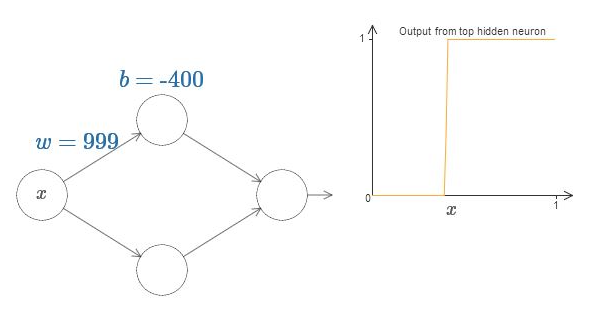 b = -400
w = 999
x
Output from top hidden neuron
1
0
x
1